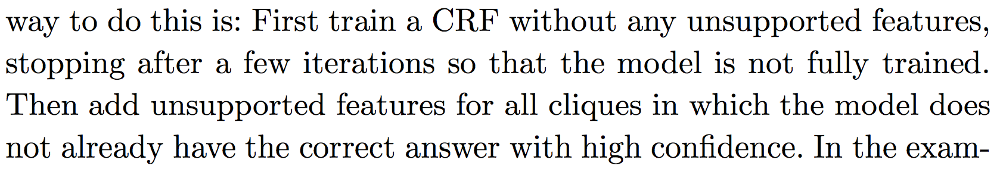 way to do this is: First train a CRF without any unsupported features,
stopping after a few iterations so that the model is not fully trained.
Then add unsupported features for all cliques in which the model does
not already have the correct answer with high confidence. In the exam-